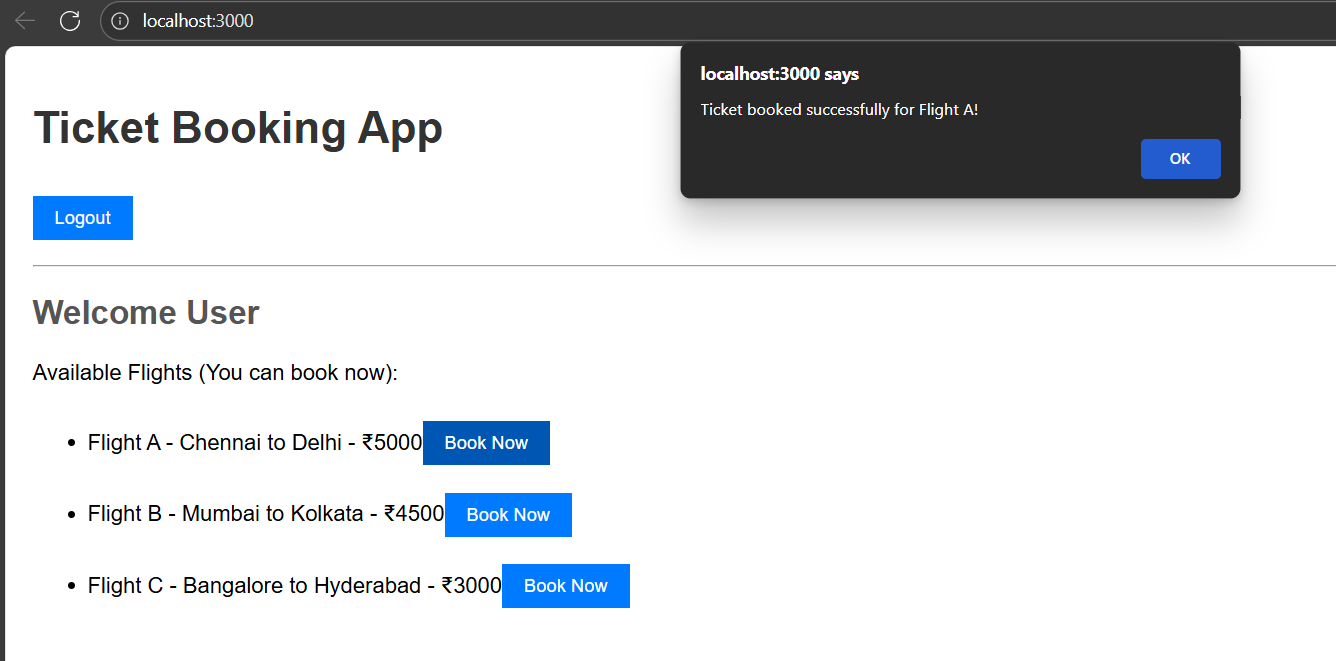 localhost:3000
localhost:3000 says
Ticket booked successfully for Flight A!
OK
Ticket Booking App
Logout
Welcome User
Available Flights (You can book now):
Flight A - Chennai to Delhi - ₹5000 Book Now
Flight B - Mumbai to Kolkata - ₹4500 Book Now
Flight C - Bangalore to Hyderabad - ₹3000 Book Now